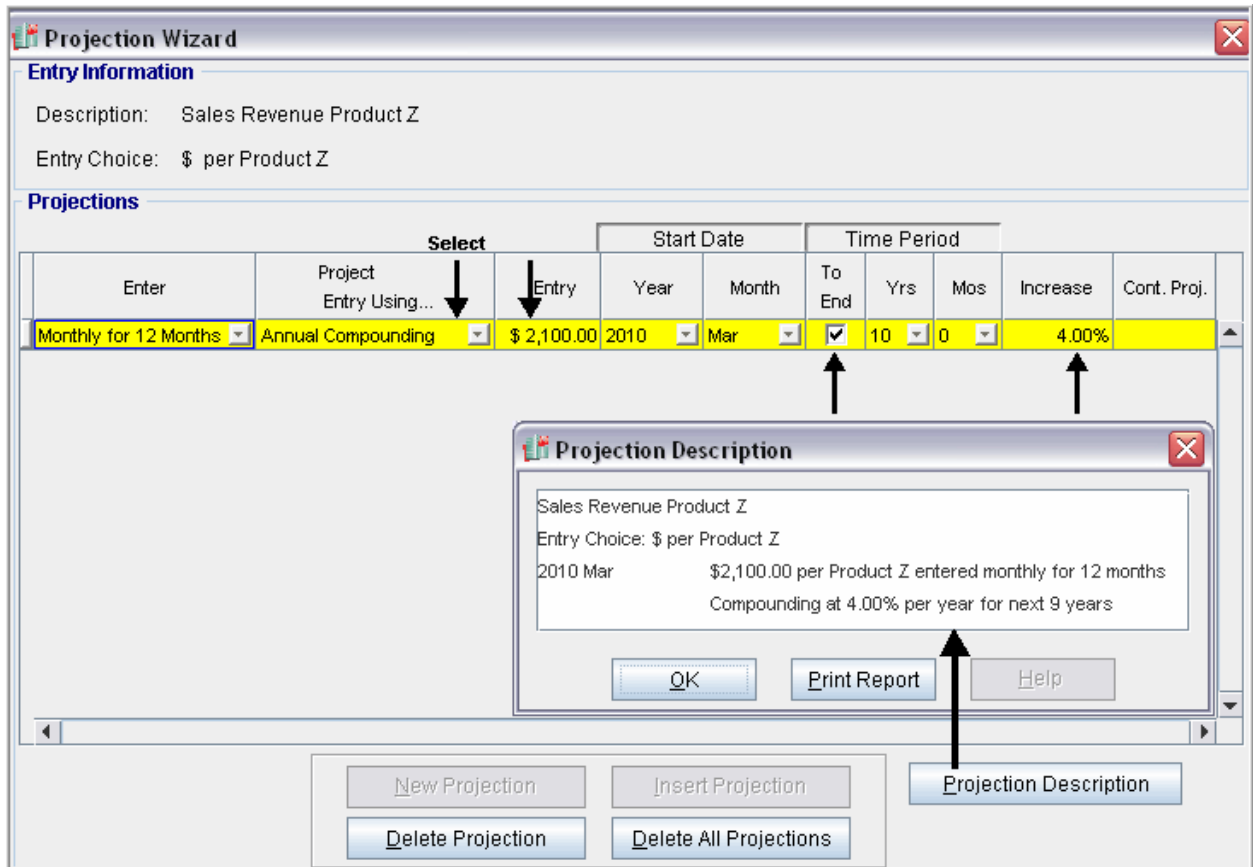 Projection Wizard
Entry Information
Description: Sales Revenue Product Z
Entry Choice: $ per Product Z
Projections
Select
Start Date
Time Period
Enter
Project
Entry Using...
Entry
Year
Month
To
End
Yrs
Mos
Increase
Cont. Proj.
Monthly for 12 Months Annual Compounding $ 2,100.00 2010 Mar 10 0 4.00%
Projection Description
Sales Revenue Product Z
Entry Choice: $ per Product Z
2010 Mar $2,100.00 per Product Z entered monthly for 12 months
Compounding at 4.00% per year for next 9 years
OK Print Report Help
New Projection Insert Projection Projection Description
Delete Projection Delete All Projections